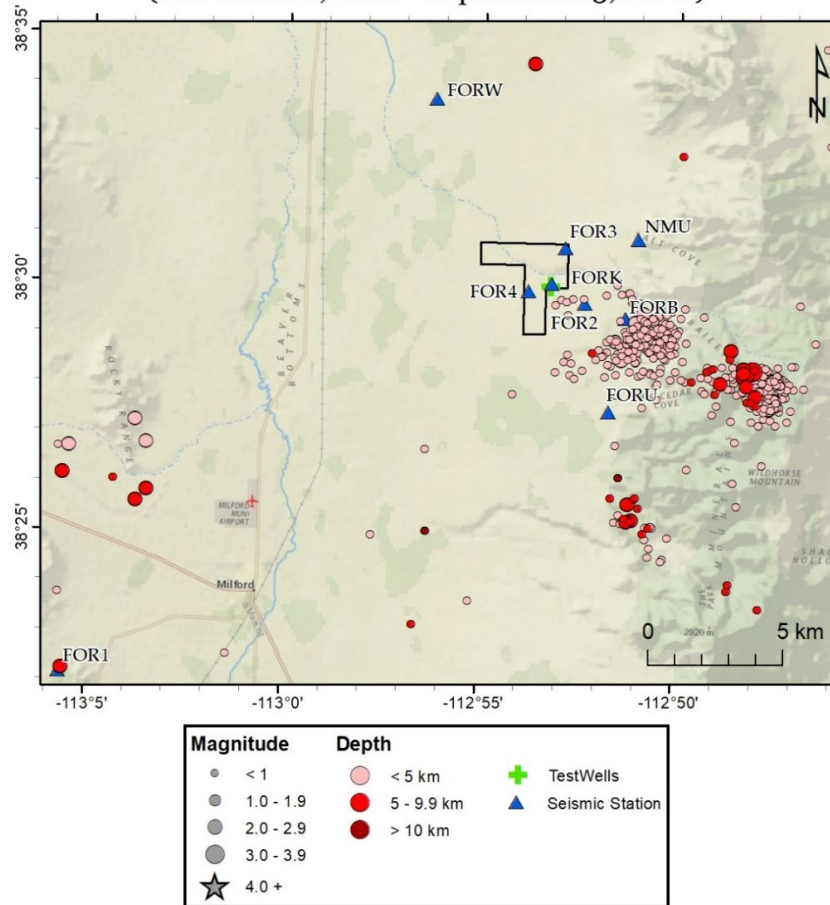 38°35'
38°30'
38°25'
FORW
NMU
FOR3
FORK
FOR4
FOR2
FORB
FORU
FOR1
BEAVER
BOTTOMS
ROCKY RANGE
MILFORD
MUNI
AIRPORT
Milford
CEDAR
COVE
WILDHORSE
MOUNTAIN
2920 m
N
0 5 km
-113°5' -113°0' -112°55' -112°50'
Magnitude
< 1
1.0 - 1.9
2.0 - 2.9
3.0 - 3.9
4.0 +
Depth
< 5 km
5 - 9.9 km
> 10 km
TestWells
Seismic Station